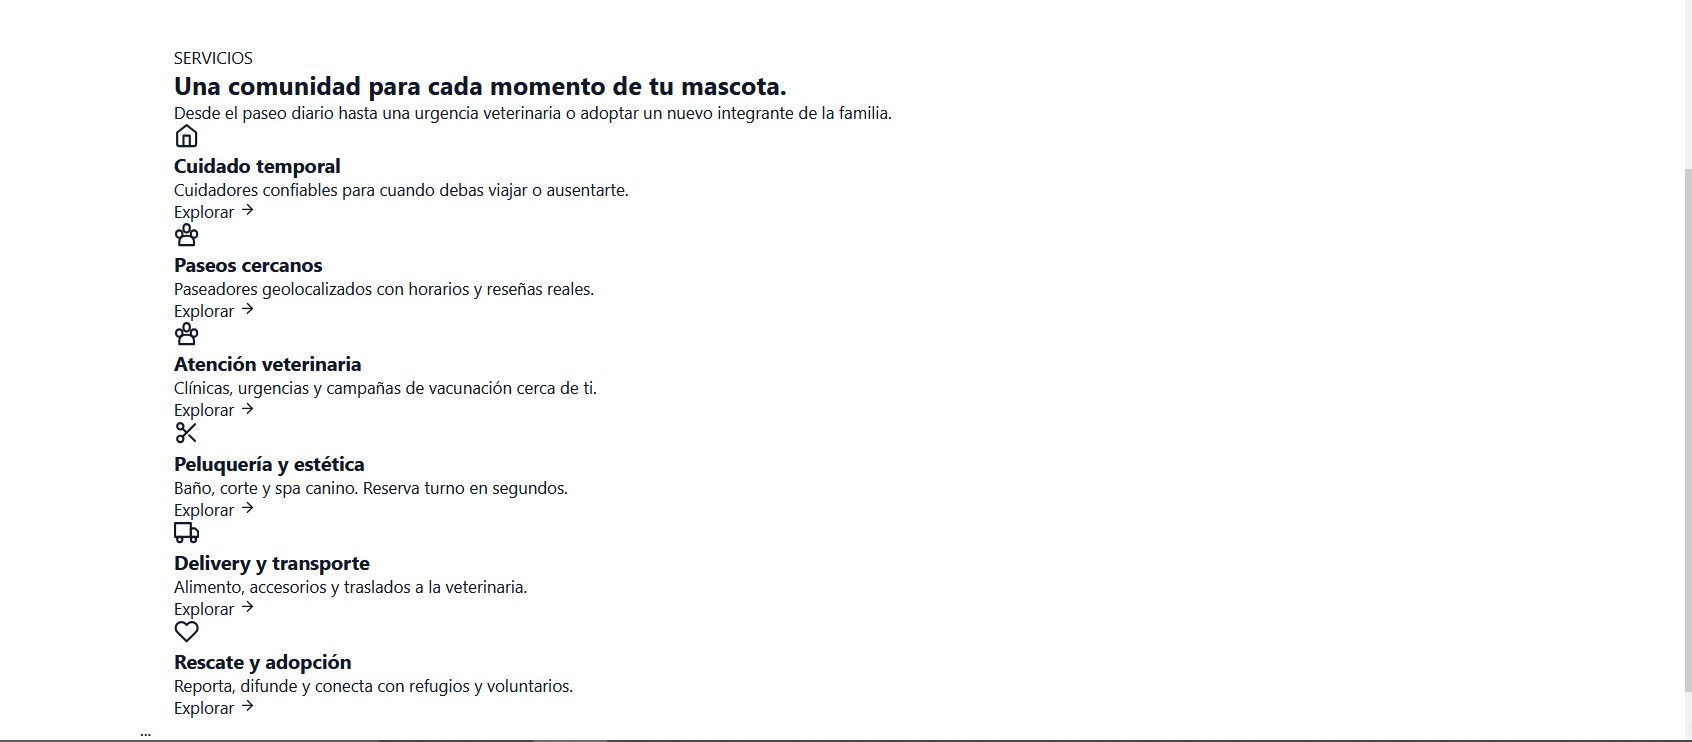 SERVICIOS
Una comunidad para cada momento de tu mascota.
Desde el paseo diario hasta una urgencia veterinaria o adoptar un nuevo integrante de la familia.
Cuidado temporal
Cuidadores confiables para cuando debas viajar o ausentarte.
Explorar →
Paseos cercanos
Paseadores geolocalizados con horarios y reseñas reales.
Explorar →
Atención veterinaria
Clínicas, urgencias y campañas de vacunación cerca de ti.
Explorar →
Peluquería y estética
Baño, corte y spa canino. Reserva turno en segundos.
Explorar →
Delivery y transporte
Alimento, accesorios y traslados a la veterinaria.
Explorar →
Rescate y adopción
Reporta, difunde y conecta con refugios y voluntarios.
Explorar →
...